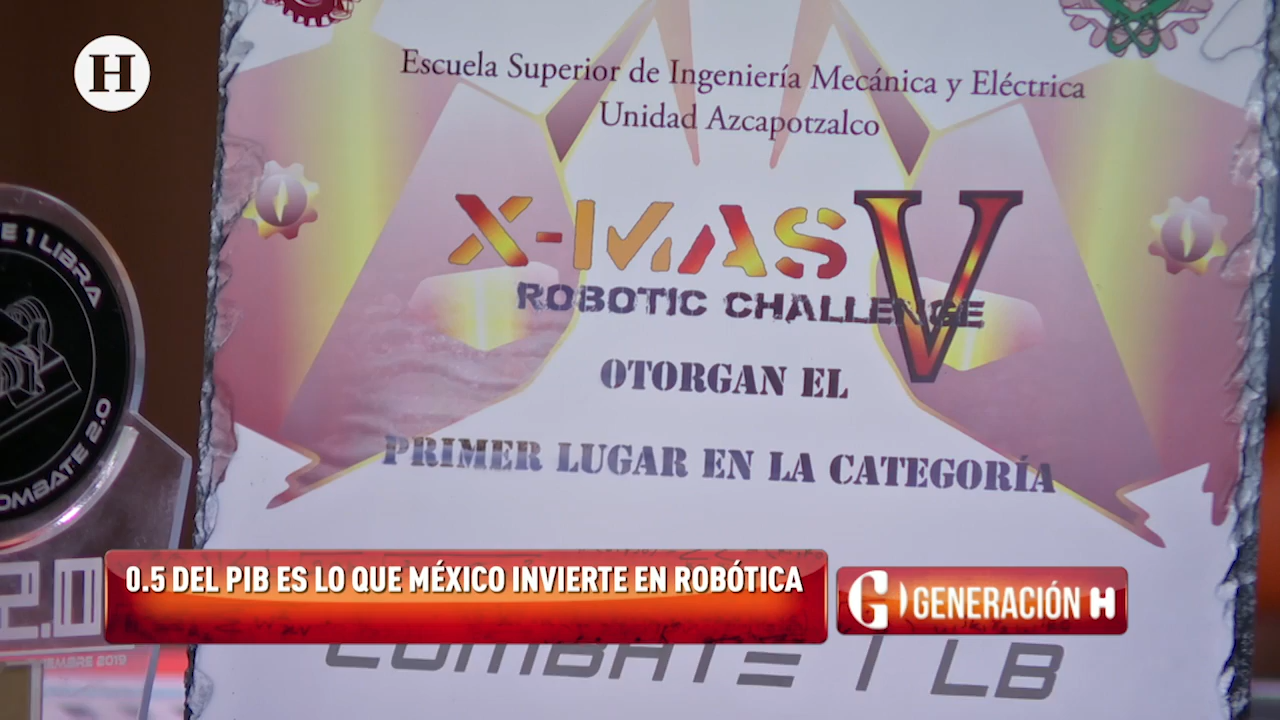 H
Escuela Superior de Ingeniería Mecánica y Eléctrica
Unidad Azcapotzalco
X-MAS V
ROBOTIC CHALLENGE
OTORGAN EL
PRIMER LUGAR EN LA CATEGORÍA
COMBATE 1 LB
E 1 LIBRA
OMBATE 2.0
2.0
EMBRE 2019
0.5 DEL PIB ES LO QUE MÉXICO INVIERTE EN ROBÓTICA
G GENERACIÓN H